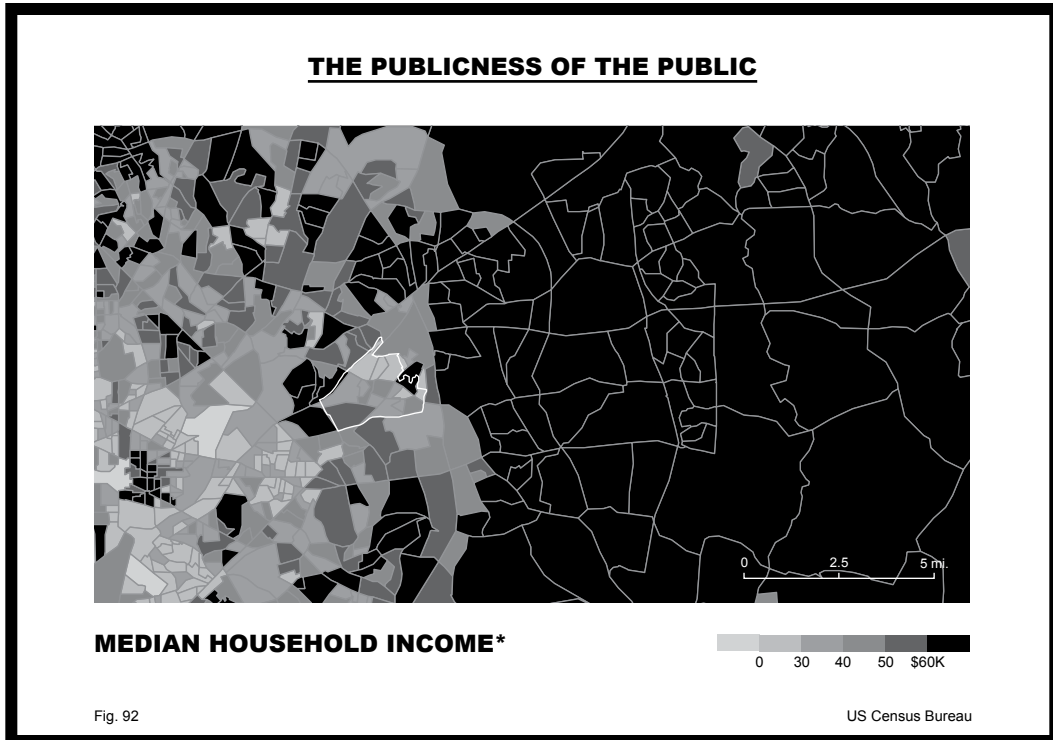 THE PUBLICNESS OF THE PUBLIC
0 2.5 5 mi.
MEDIAN HOUSEHOLD INCOME*
0 30 40 50 $60K
Fig. 92 US Census Bureau